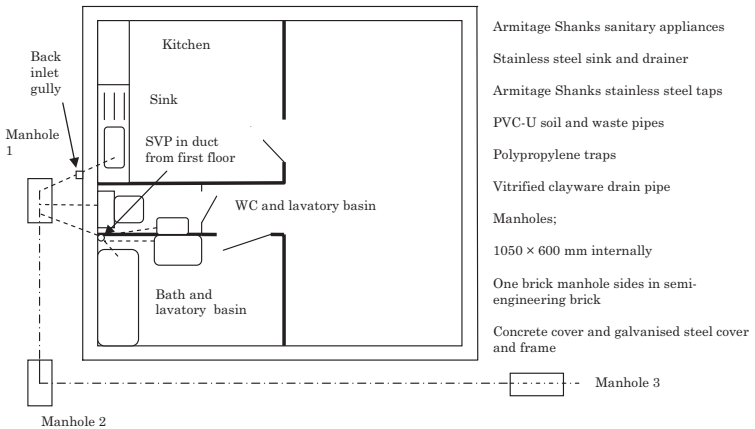 Kitchen
Back
inlet
gully
Sink
Manhole
1
SVP in duct
from first floor
WC and lavatory basin
Bath and
lavatory basin
Manhole 2
Manhole 3
Armitage Shanks sanitary appliances
Stainless steel sink and drainer
Armitage Shanks stainless steel taps
PVC-U soil and waste pipes
Polypropylene traps
Vitrified clayware drain pipe
Manholes;
1050 × 600 mm internally
One brick manhole sides in semi-
engineering brick
Concrete cover and galvanised steel cover
and frame